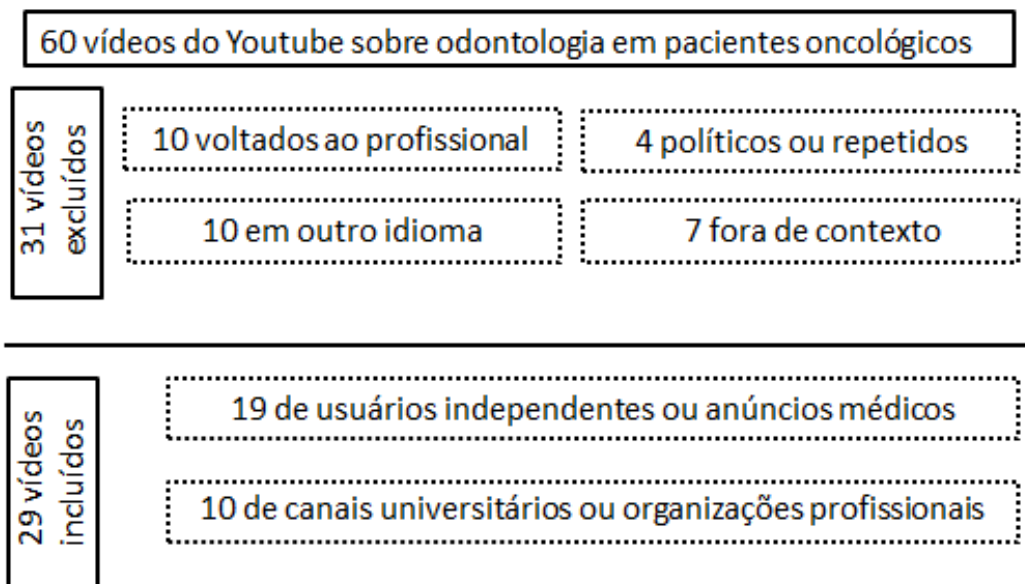 60 vídeos do Youtube sobre odontologia em pacientes oncológicos
31 vídeos
excluídos
10 voltados ao profissional
4 políticos ou repetidos
10 em outro idioma
7 fora de contexto
29 vídeos
incluídos
19 de usuários independentes ou anúncios médicos
10 de canais universitários ou organizações profissionais